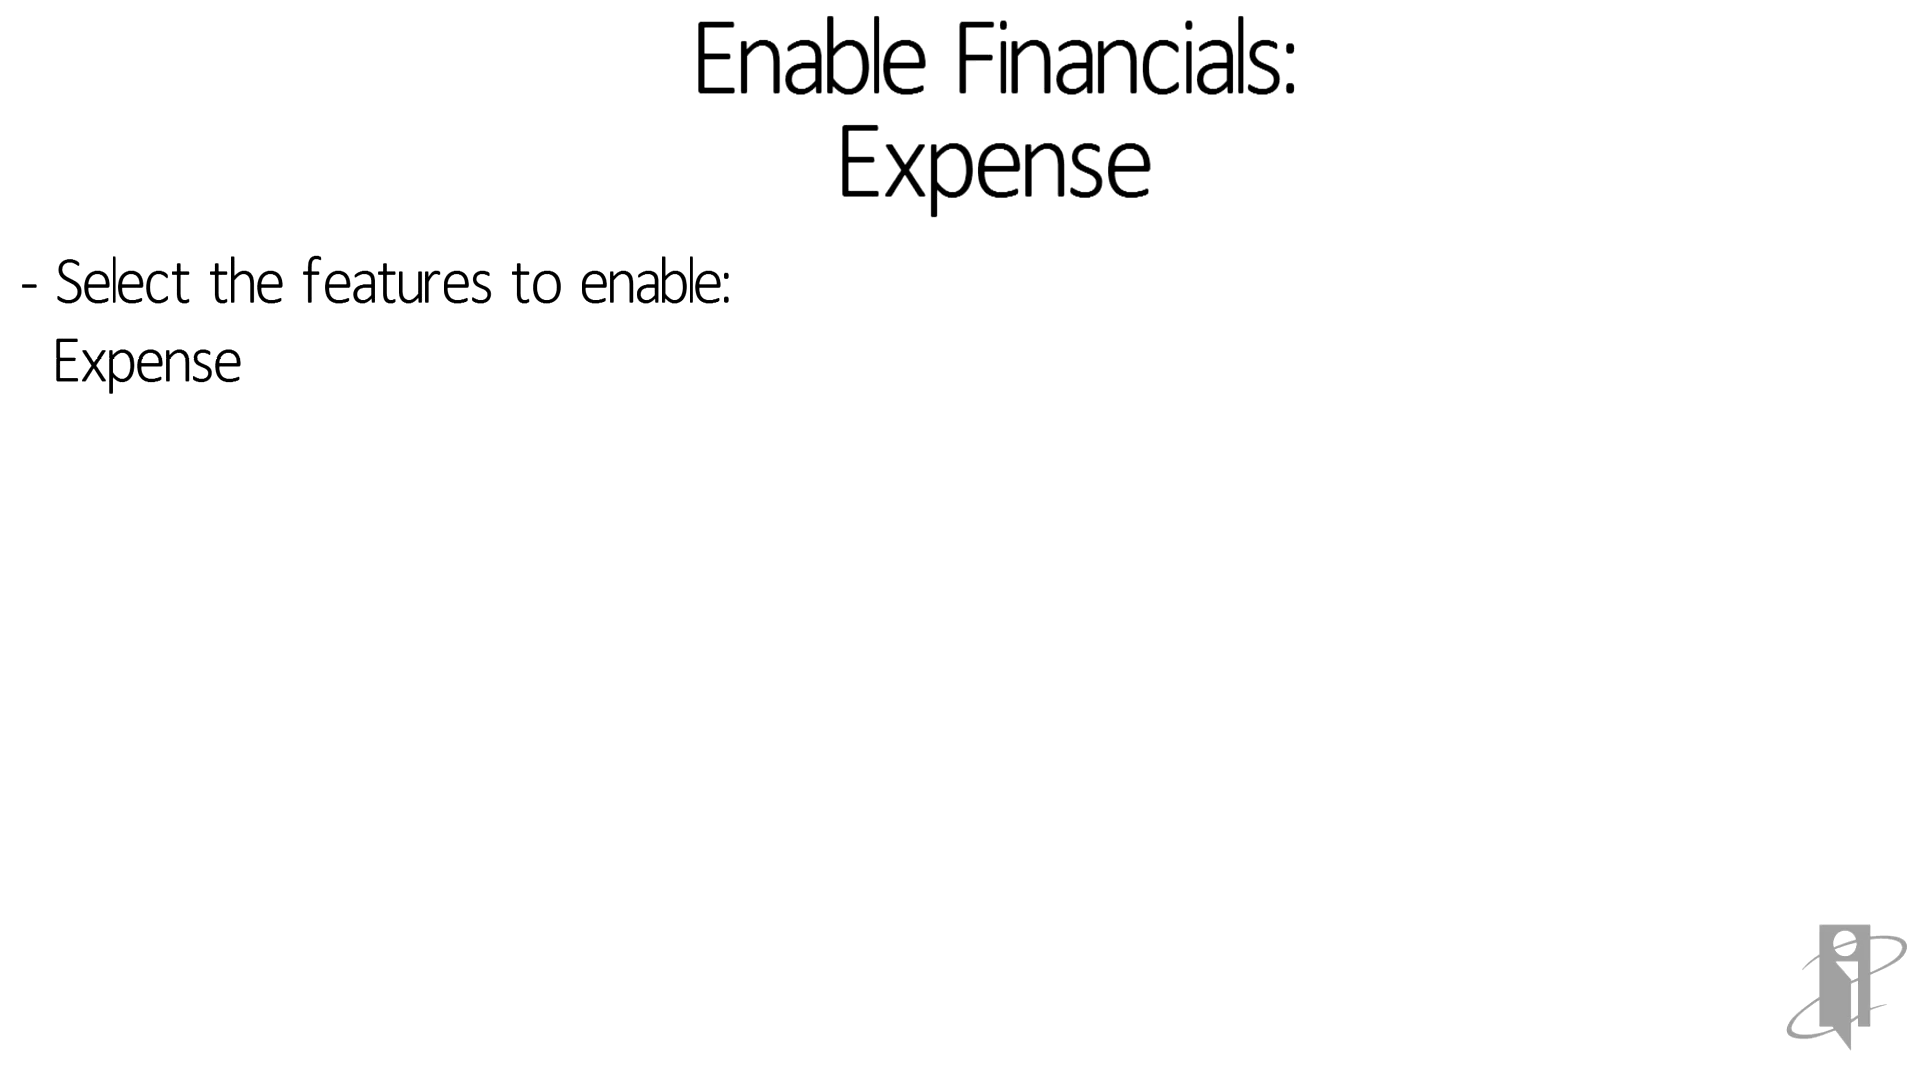 Enable Financials:
Expense
- Select the features to enable:
Expense